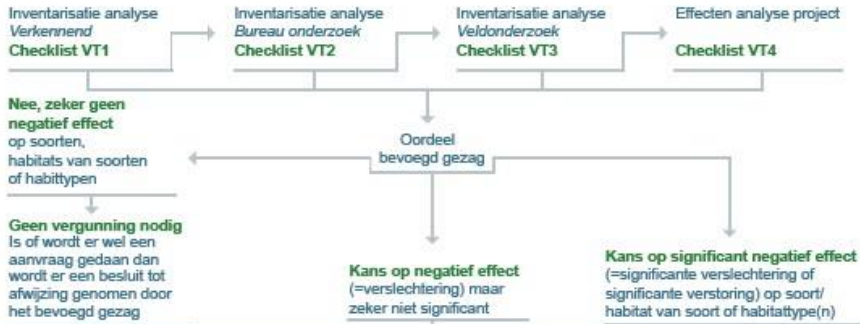 Inventarisatie analyse
Verkennend
Checklist VT1
Inventarisatie analyse
Bureau onderzoek
Checklist VT2
Inventarisatie analyse
Veldonderzoek
Checklist VT3
Effecten analyse project
Checklist VT4
Oordeel
bevoegd gezag
Nee, zeker geen
negatief effect
op soorten,
habitats van soorten
of habittypen
Geen vergunning nodig
Is of wordt er wel een
aanvraag gedaan dan
wordt er een besluit tot
afwijzing genomen door
het bevoegd gezag
Kans op negatief effect
(=verslechtering) maar
zeker niet significant
Kans op significant negatief effect
(=significante verslechtering of
significante verstoring) op soort/
habitat van soort of habitattype(n)